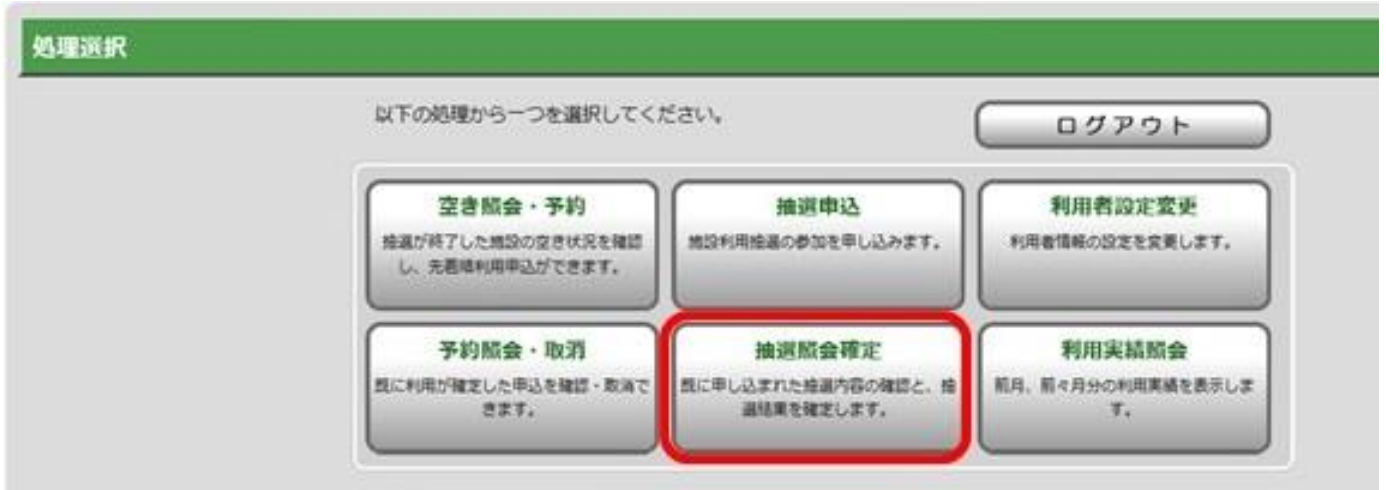 処理選択
以下の処理から一つを選択してください。
ログアウト
空き照会・予約
抽選が終了した施設の空き状況を確認
し、先着順利用申込ができます。
抽選申込
施設利用抽選の参加を申し込みます。
利用者設定変更
利用者情報の設定を変更します。
予約照会・取消
既に利用が確定した申込を確認・取消で
きます。
抽選照会確定
既に申し込まれた抽選内容の確認と、抽
選結果を確定します。
利用実績照会
前月、前々月分の利用実績を表示しま
す。